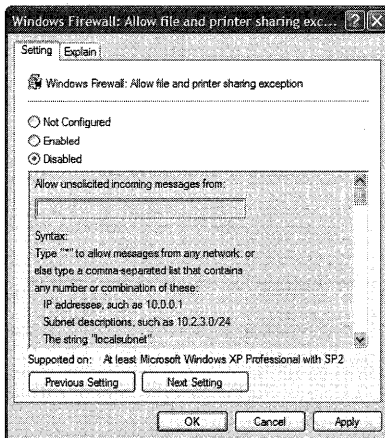 Windows Firewall: Allow file and printer sharing exc...
Setting
Explain
Windows Firewall: Allow file and printer sharing exception
Not Configured
Enabled
Disabled
Allow unsolicited incoming messages from:
Syntax:
Type "*" to allow messages from any network; or
else type a comma-separated list that contains
any number or combination of these:
IP addresses, such as 10.0.0.1
Subnet descriptions, such as 10.2.3.0/24
The string "localsubnet"
Supported on: At least Microsoft Windows XP Professional with SP2
Previous Setting
Next Setting
OK
Cancel
Apply